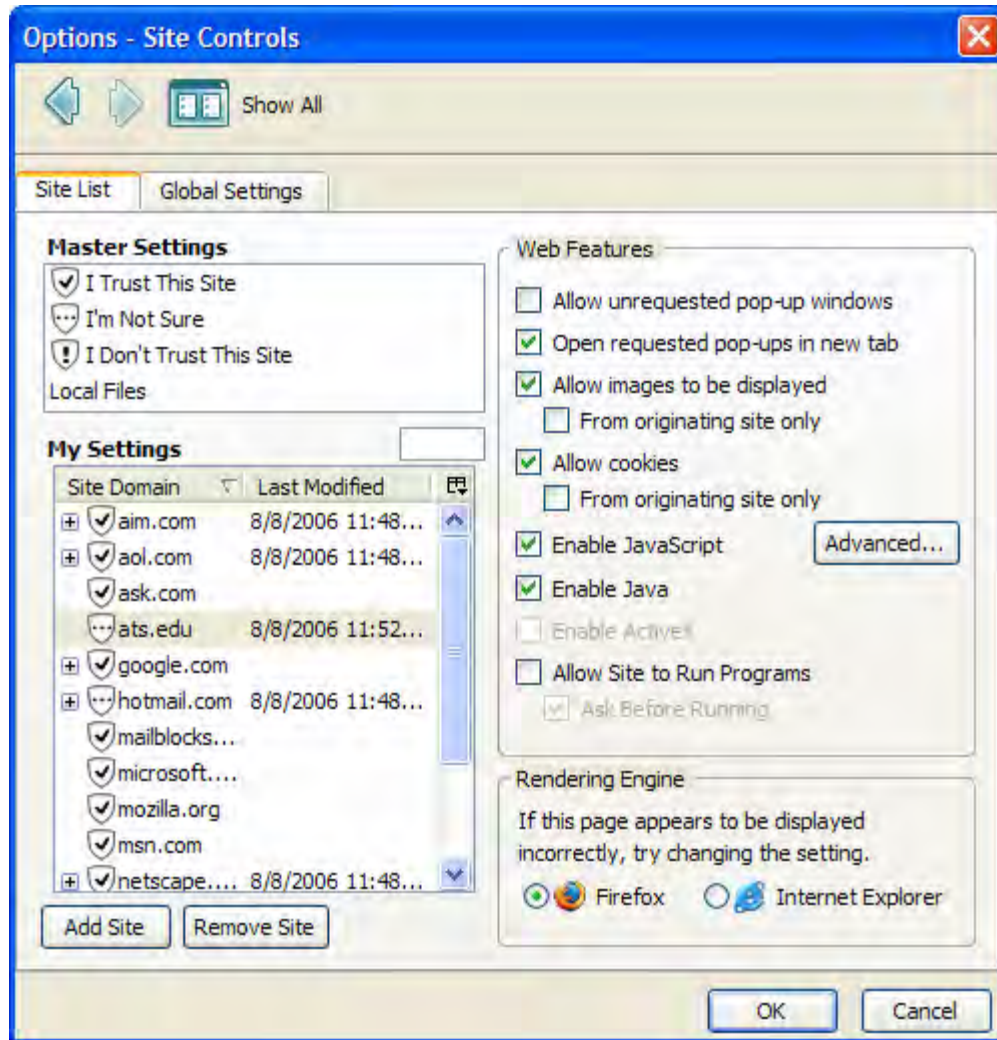 Options - Site Controls
Show All
Site List
Global Settings
Master Settings
I Trust This Site
I'm Not Sure
I Don't Trust This Site
Local Files
My Settings
Site Domain Last Modified
aim.com 8/8/2006 11:48...
aol.com 8/8/2006 11:48...
ask.com
ats.edu 8/8/2006 11:52...
google.com
hotmail.com 8/8/2006 11:48...
mailblocks...
microsoft....
mozilla.org
msn.com
netscape.... 8/8/2006 11:48...
Add Site
Remove Site
Web Features
Allow unrequested pop-up windows
Open requested pop-ups in new tab
Allow images to be displayed
From originating site only
Allow cookies
From originating site only
Enable JavaScript
Advanced...
Enable Java
Enable ActiveX
Allow Site to Run Programs
Ask Before Running
Rendering Engine
If this page appears to be displayed
incorrectly, try changing the setting.
Firefox
Internet Explorer
OK
Cancel